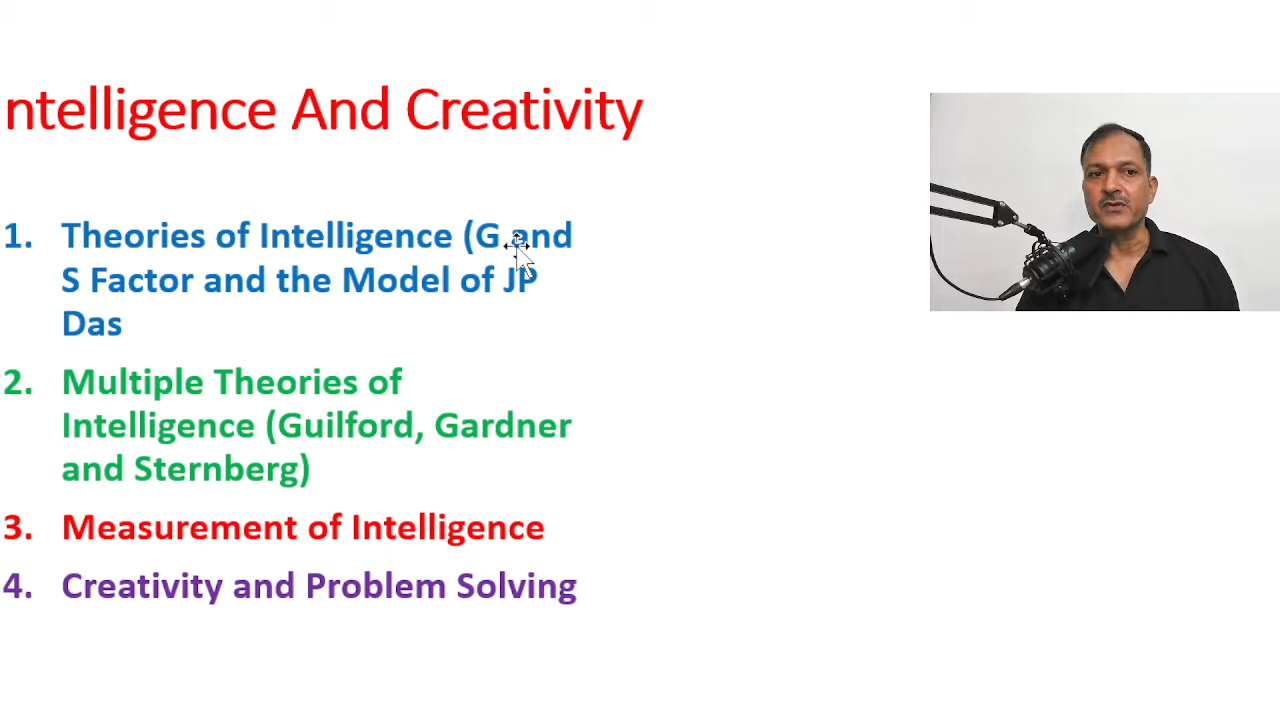 ntelligence And Creativity
1. Theories of Intelligence (G and
S Factor and the Model of JP
Das
2. Multiple Theories of
Intelligence (Guilford, Gardner
and Sternberg)
3. Measurement of Intelligence
4. Creativity and Problem Solving